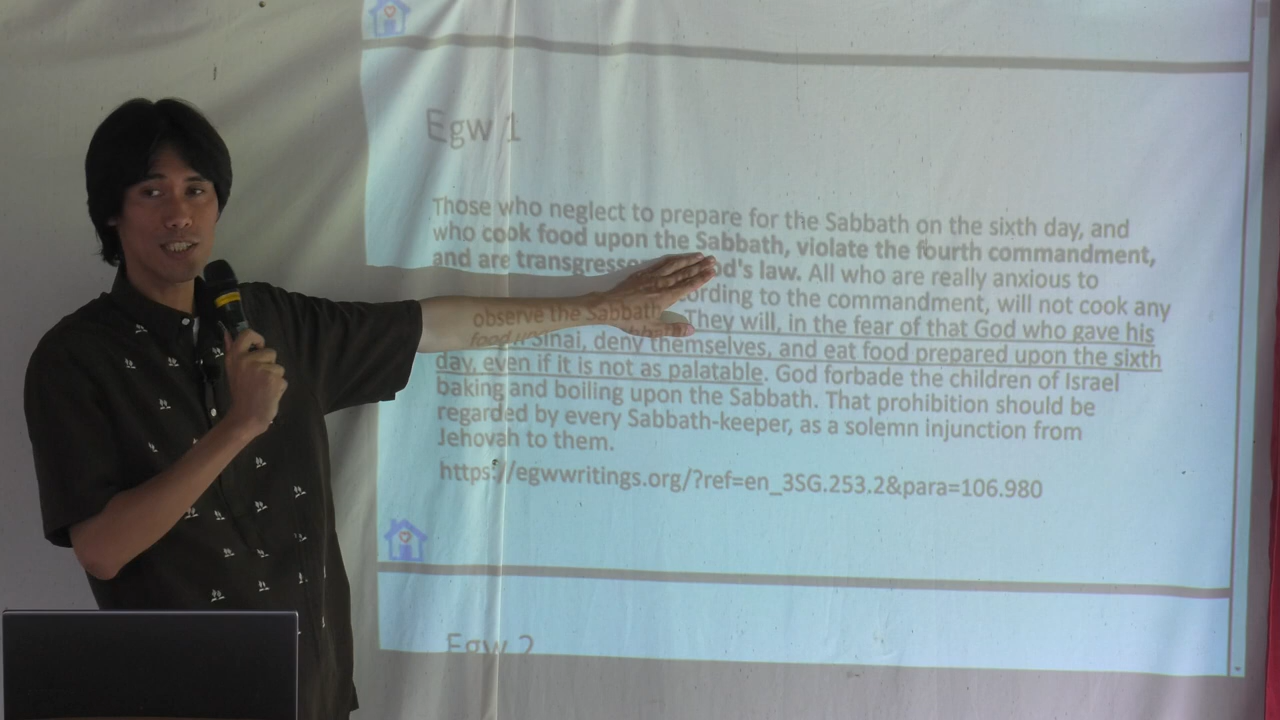 Egw 1
Those who neglect to prepare for the Sabbath on the sixth day, and
who cook food upon the Sabbath, violate the fourth commandment,
and are transgressors d's law. All who are really anxious to
observe the Sabbath cording to the commandment, will not cook any
food They will, in the fear of that God who gave his
Sinai, deny themselves, and eat food prepared upon the sixth
day, even if it is not as palatable. God forbade the children of Israel
baking and boiling upon the Sabbath. That prohibition should be
regarded by every Sabbath-keeper, as a solemn injunction from
Jehovah to them.
https://egwwritings.org/?ref=en_3SG.253.2&para=106.980
Egw 2